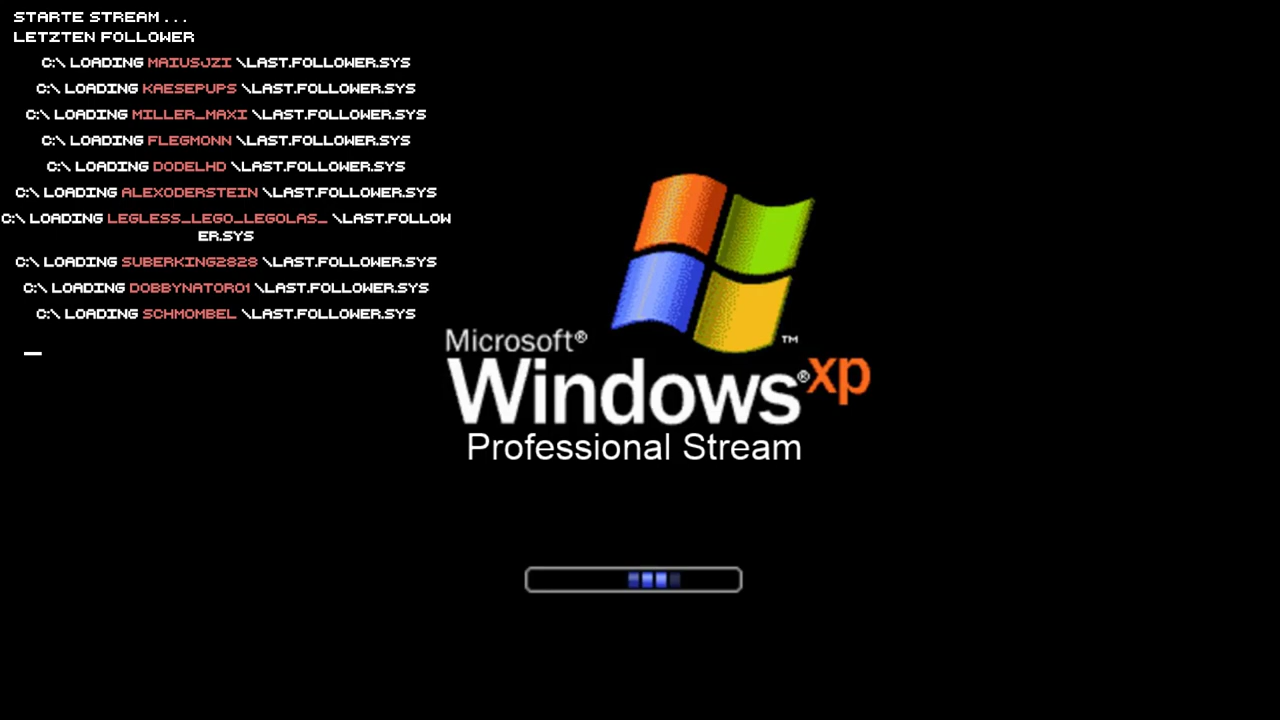 STARTE STREAM ...
LETZTEN FOLLOWER
C:\ LOADING MAIUSJZI \LAST.FOLLOWER.SYS
C:\ LOADING KAESEPUPS \LAST.FOLLOWER.SYS
C:\ LOADING MILLER_MAXI \LAST.FOLLOWER.SYS
C:\ LOADING FLEGMONN \LAST.FOLLOWER.SYS
C:\ LOADING DODELHD \LAST.FOLLOWER.SYS
C:\ LOADING ALEXODERSTEIN \LAST.FOLLOWER.SYS
C:\ LOADING LEGLESS_LEGO_LEGOLAS_ \LAST.FOLLOW
ER.SYS
C:\ LOADING SUBERKING2828 \LAST.FOLLOWER.SYS
C:\ LOADING DOBBYNATOR01 \LAST.FOLLOWER.SYS
C:\ LOADING SCHMOMBEL \LAST.FOLLOWER.SYS
_
Microsoft® ™
Windows® xp
Professional Stream